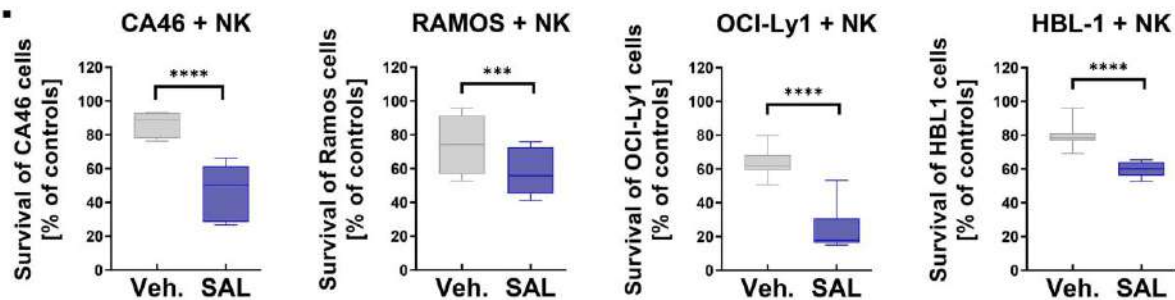 CA46 + NK
Survival of CA46 cells
[% of controls]
120
100
80
60
40
20
0
****
Veh. SAL
RAMOS + NK
Survival of Ramos cells
[% of controls]
120
100
80
60
40
20
0
***
Veh. SAL
OCI-Ly1 + NK
Survival of OCI-Ly1 cells
[% of controls]
120
100
80
60
40
20
0
****
Veh. SAL
HBL-1 + NK
Survival of HBL1 cells
[% of controls]
120
100
80
60
40
20
0
****
Veh. SAL